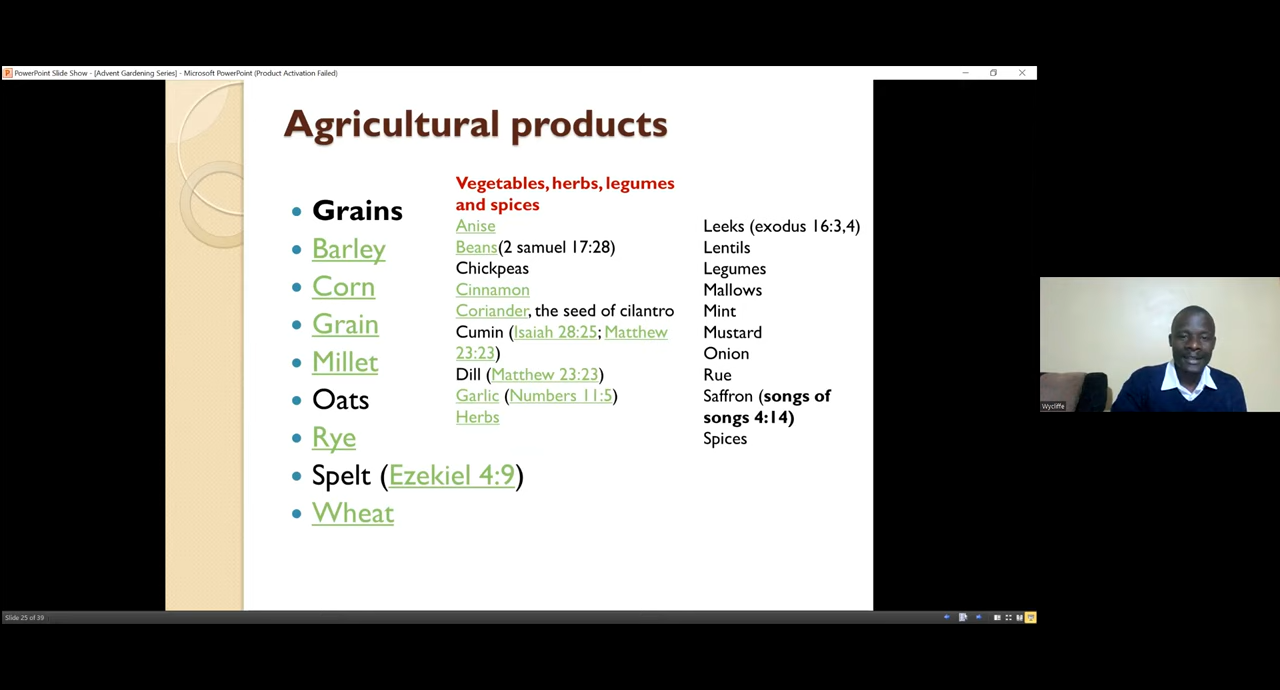 PowerPoint Slide Show - [Advent Gardening Series] - Microsoft PowerPoint (Product Activation Failed)
Agricultural products
Grains
Barley
Corn
Grain
Millet
Oats
Rye
Spelt (Ezekiel 4:9)
Wheat
Vegetables, herbs, legumes
and spices
Anise
Beans(2 samuel 17:28)
Chickpeas
Cinnamon
Coriander, the seed of cilantro
Cumin (Isaiah 28:25; Matthew
23:23)
Dill (Matthew 23:23)
Garlic (Numbers 11:5)
Herbs
Leeks (exodus 16:3,4)
Lentils
Legumes
Mallows
Mint
Mustard
Onion
Rue
Saffron (songs of
songs 4:14)
Spices
Wycliffe
Slide 25 of 39